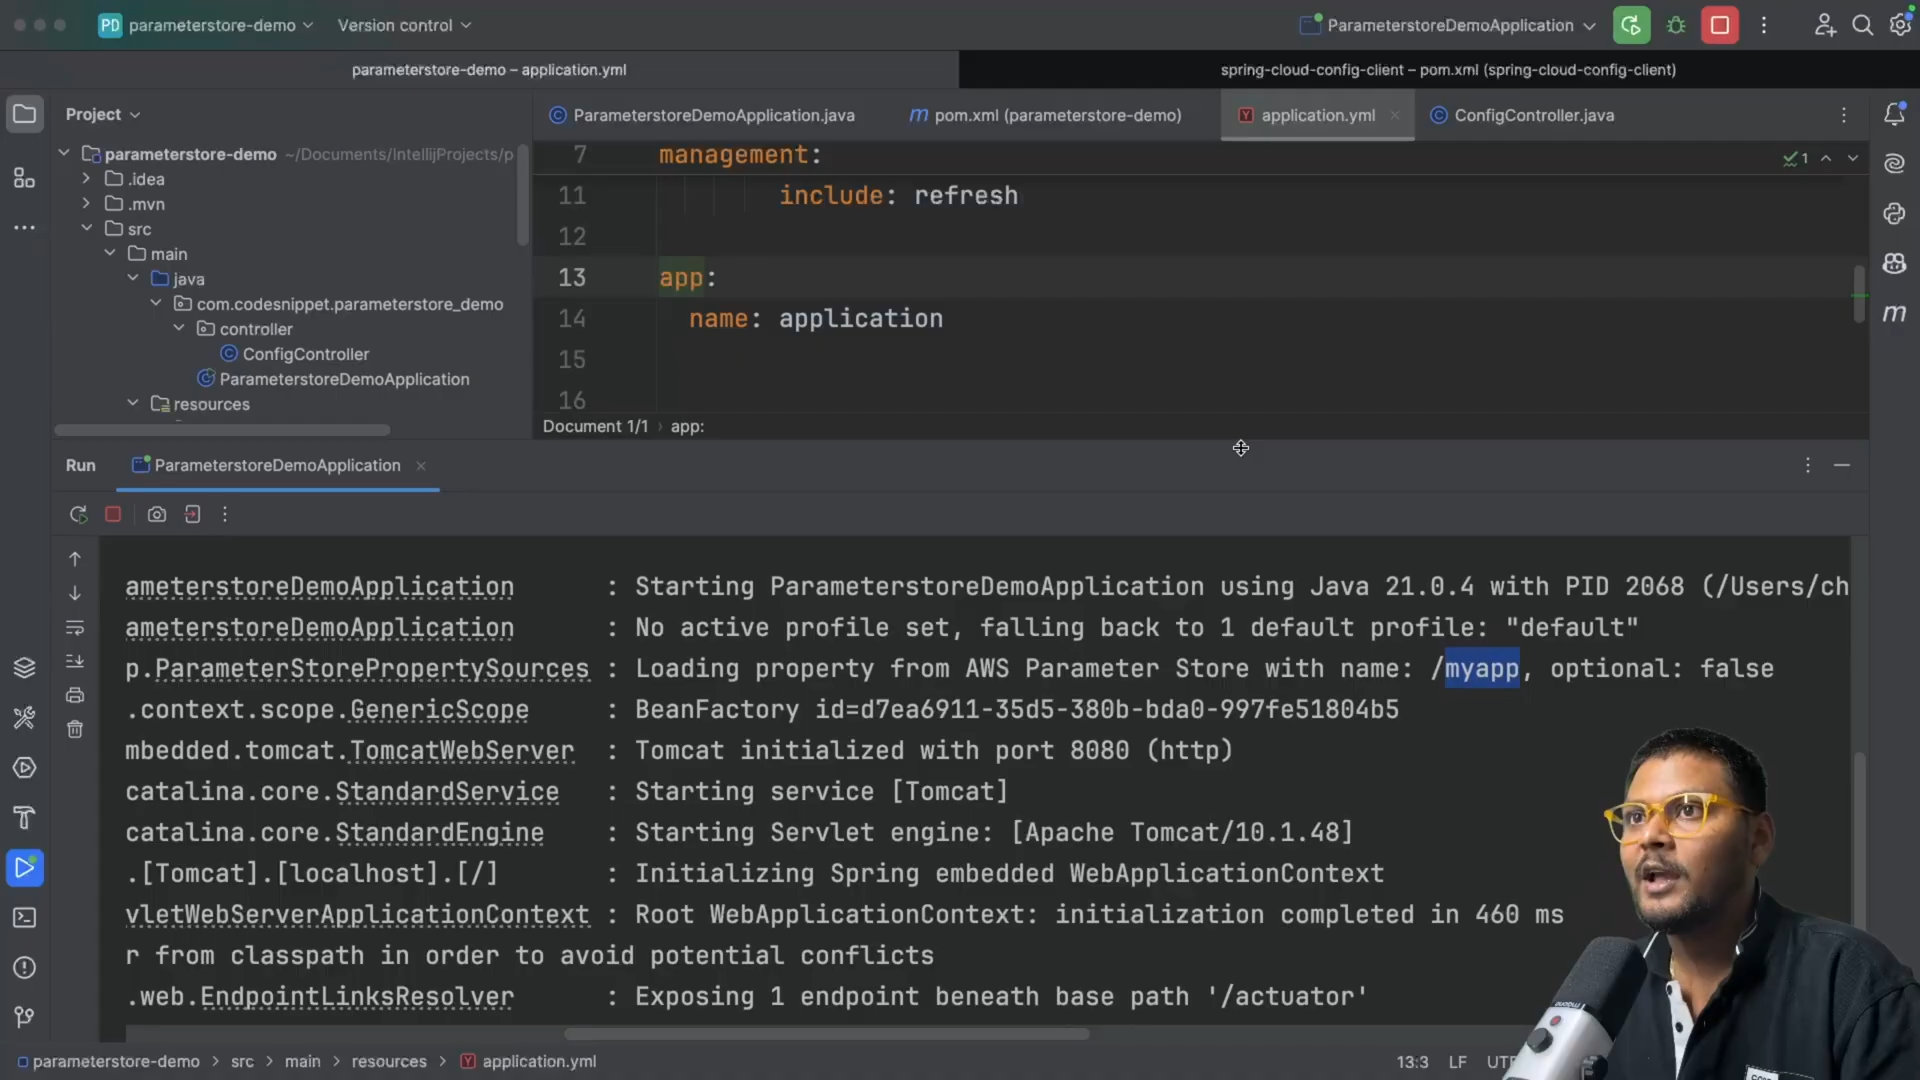 PD parameterstore-demo Version control ParameterstoreDemoApplication
parameterstore-demo – application.yml spring-cloud-config-client – pom.xml (spring-cloud-config-client)
Project
ParameterstoreDemoApplication.java m pom.xml (parameterstore-demo) Y application.yml ConfigController.java
parameterstore-demo ~/Documents/IntellijProjects/p
.idea
.mvn
src
main
java
com.codesnippet.parameterstore_demo
controller
ConfigController
ParameterstoreDemoApplication
resources
7 management:
1
11 include: refresh
12
13 app:
14 name: application
15
16
Document 1/1 › app:
Run ParameterstoreDemoApplication
ameterstoreDemoApplication : Starting ParameterstoreDemoApplication using Java 21.0.4 with PID 2068 (/Users/ch
ameterstoreDemoApplication : No active profile set, falling back to 1 default profile: "default"
p.ParameterStorePropertySources : Loading property from AWS Parameter Store with name: /myapp, optional: false
.context.scope.GenericScope : BeanFactory id=d7ea6911-35d5-380b-bda0-997fe51804b5
mbedded.tomcat.TomcatWebServer : Tomcat initialized with port 8080 (http)
catalina.core.StandardService : Starting service [Tomcat]
catalina.core.StandardEngine : Starting Servlet engine: [Apache Tomcat/10.1.48]
.[Tomcat].[localhost].[/] : Initializing Spring embedded WebApplicationContext
vletWebServerApplicationContext : Root WebApplicationContext: initialization completed in 460 ms
r from classpath in order to avoid potential conflicts
.web.EndpointLinksResolver : Exposing 1 endpoint beneath base path '/actuator'
parameterstore-demo › src › main › resources › Y application.yml 13:3 LF